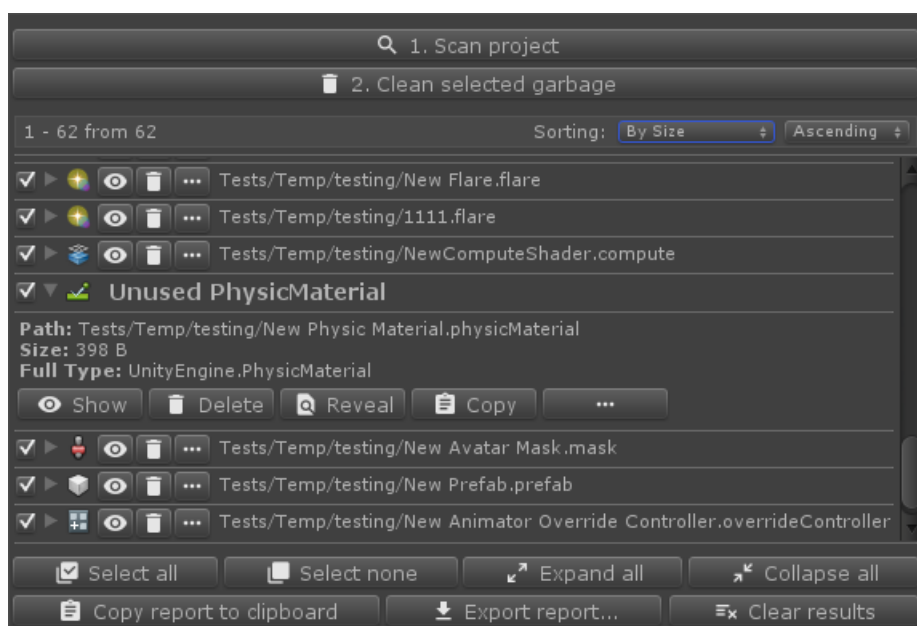 1. Scan project
2. Clean selected garbage
1 - 62 from 62 Sorting: By Size Ascending
Tests/Temp/testing/New Flare.flare
Tests/Temp/testing/1111.flare
Tests/Temp/testing/NewComputeShader.compute
Unused PhysicMaterial
Path: Tests/Temp/testing/New Physic Material.physicMaterial
Size: 398 B
Full Type: UnityEngine.PhysicMaterial
Show Delete Reveal Copy ...
Tests/Temp/testing/New Avatar Mask.mask
Tests/Temp/testing/New Prefab.prefab
Tests/Temp/testing/New Animator Override Controller.overrideController
Select all Select none Expand all Collapse all
Copy report to clipboard Export report... Clear results